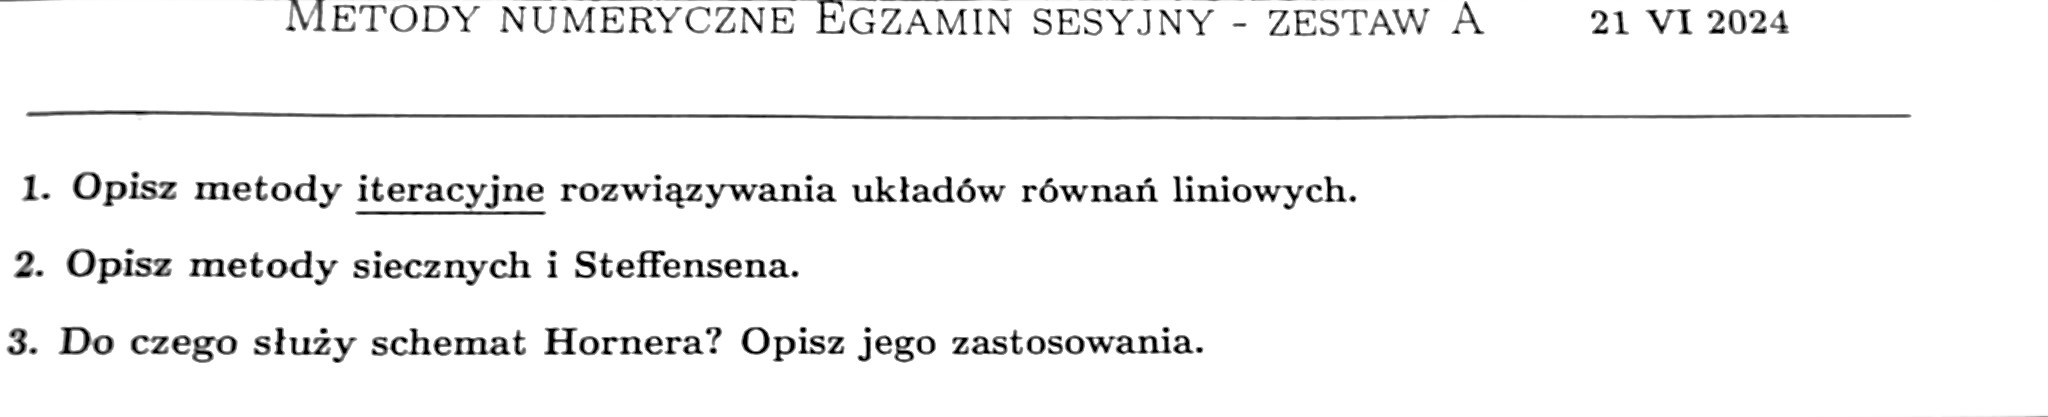 METODY NUMERYCZNE EGZAMIN SESYJNY - ZESTAW A 21 VI 2024
1. Opisz metody iteracyjne rozwiązywania układów równań liniowych.
2. Opisz metody siecznych i Steffensena.
3. Do czego służy schemat Hornera? Opisz jego zastosowania.